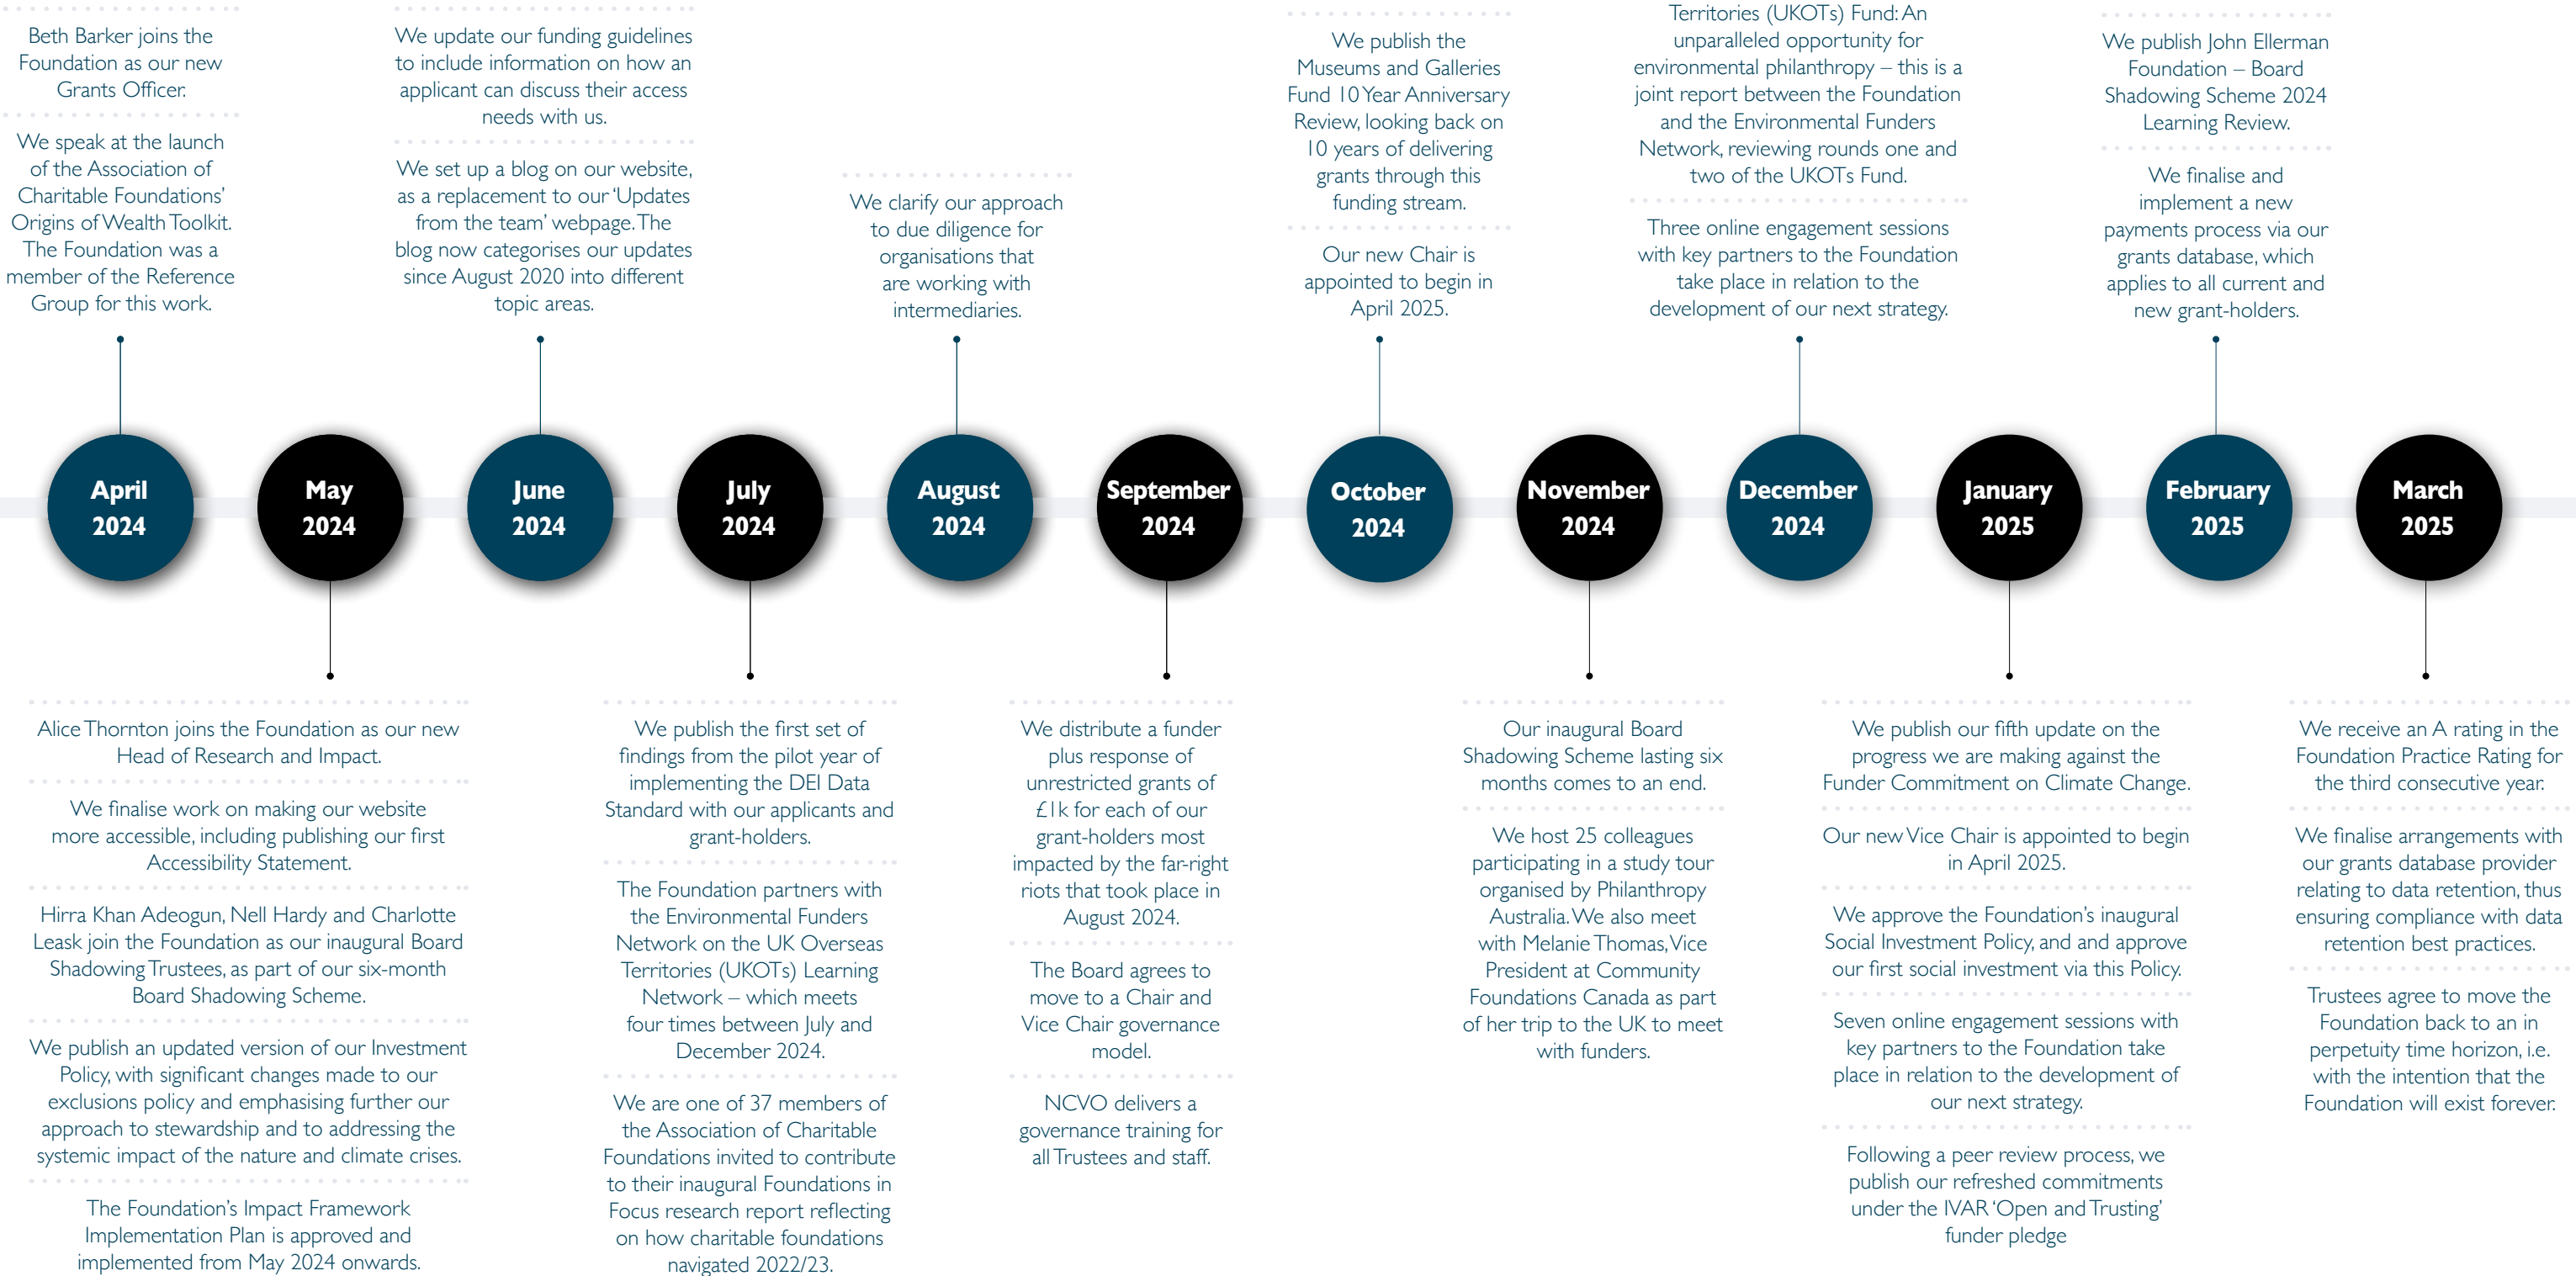 Beth Barker joins the
Foundation as our new
Grants Officer.
We speak at the launch
of the Association of
Charitable Foundations’
Origins of Wealth Toolkit.
The Foundation was a
member of the Reference
Group for this work.
We update our funding guidelines
to include information on how an
applicant can discuss their access
needs with us.
We set up a blog on our website,
as a replacement to our ‘Updates
from the team’ webpage. The
blog now categorises our updates
since August 2020 into different
topic areas.
We clarify our approach
to due diligence for
organisations that
are working with
intermediaries.
We publish the
Museums and Galleries
Fund 10 Year Anniversary
Review, looking back on
10 years of delivering
grants through this
funding stream.
Our new Chair is
appointed to begin in
April 2025.
Territories (UKOTs) Fund: An
unparalleled opportunity for
environmental philanthropy – this is a
joint report between the Foundation
and the Environmental Funders
Network, reviewing rounds one and
two of the UKOTs Fund.
Three online engagement sessions
with key partners to the Foundation
take place in relation to the
development of our next strategy.
We publish John Ellerman
Foundation – Board
Shadowing Scheme 2024
Learning Review.
We finalise and
implement a new
payments process via our
grants database, which
applies to all current and
new grant-holders.
April
2024
May
2024
June
2024
July
2024
August
2024
September
2024
October
2024
November
2024
December
2024
January
2025
February
2025
March
2025
Alice Thornton joins the Foundation as our new
Head of Research and Impact.
We finalise work on making our website
more accessible, including publishing our first
Accessibility Statement.
Hirra Khan Adeogun, Nell Hardy and Charlotte
Leask join the Foundation as our inaugural Board
Shadowing Trustees, as part of our six-month
Board Shadowing Scheme.
We publish an updated version of our Investment
Policy, with significant changes made to our
exclusions policy and emphasising further our
approach to stewardship and to addressing the
systemic impact of the nature and climate crises.
The Foundation’s Impact Framework
Implementation Plan is approved and
implemented from May 2024 onwards.
We publish the first set of
findings from the pilot year of
implementing the DEI Data
Standard with our applicants and
grant-holders.
The Foundation partners with
the Environmental Funders
Network on the UK Overseas
Territories (UKOTs) Learning
Network – which meets
four times between July and
December 2024.
We are one of 37 members of
the Association of Charitable
Foundations invited to contribute
to their inaugural Foundations in
Focus research report reflecting
on how charitable foundations
navigated 2022/23.
We distribute a funder
plus response of
unrestricted grants of
£1k for each of our
grant-holders most
impacted by the far-right
riots that took place in
August 2024.
The Board agrees to
move to a Chair and
Vice Chair governance
model.
NCVO delivers a
governance training for
all Trustees and staff.
Our inaugural Board
Shadowing Scheme lasting six
months comes to an end.
We host 25 colleagues
participating in a study tour
organised by Philanthropy
Australia. We also meet
with Melanie Thomas, Vice
President at Community
Foundations Canada as part
of her trip to the UK to meet
with funders.
We publish our fifth update on the
progress we are making against the
Funder Commitment on Climate Change.
Our new Vice Chair is appointed to begin
in April 2025.
We approve the Foundation’s inaugural
Social Investment Policy, and and approve
our first social investment via this Policy.
Seven online engagement sessions with
key partners to the Foundation take
place in relation to the development of
our next strategy.
Following a peer review process, we
publish our refreshed commitments
under the IVAR ‘Open and Trusting’
funder pledge
We receive an A rating in the
Foundation Practice Rating for
the third consecutive year.
We finalise arrangements with
our grants database provider
relating to data retention, thus
ensuring compliance with data
retention best practices.
Trustees agree to move the
Foundation back to an in
perpetuity time horizon, i.e.
with the intention that the
Foundation will exist forever.